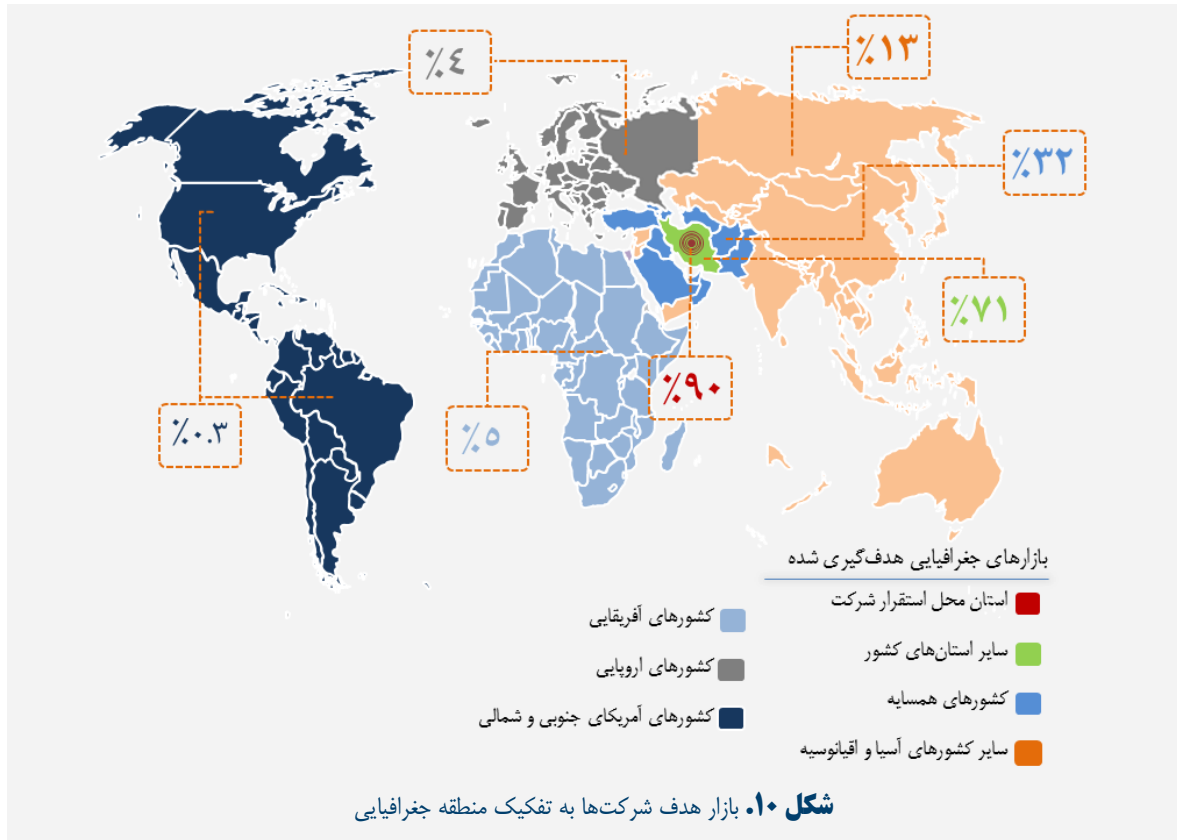 ٪۴
٪۱۳
٪۳۲
٪۷۱
٪۹۰
٪۵
٪۰.۳
بازارهای جغرافیایی هدف‌گیری شده
استان محل استقرار شرکت
سایر استان‌های کشور
کشورهای همسایه
سایر کشورهای آسیا و اقیانوسیه
کشورهای آفریقایی
کشورهای اروپایی
کشورهای آمریکای جنوبی و شمالی
شکل ۱۰. بازار هدف شرکت‌ها به تفکیک منطقه جغرافیایی